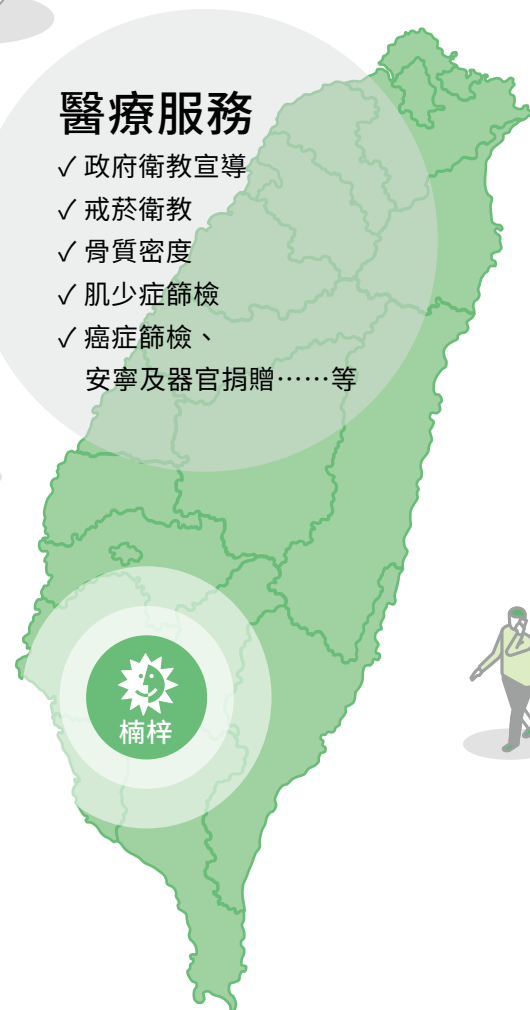 醫療服務
✓ 政府衛教宣導
✓ 戒菸衛教
✓ 骨質密度
✓ 肌少症篩檢
✓ 癌症篩檢、
安寧及器官捐贈……等
楠梓